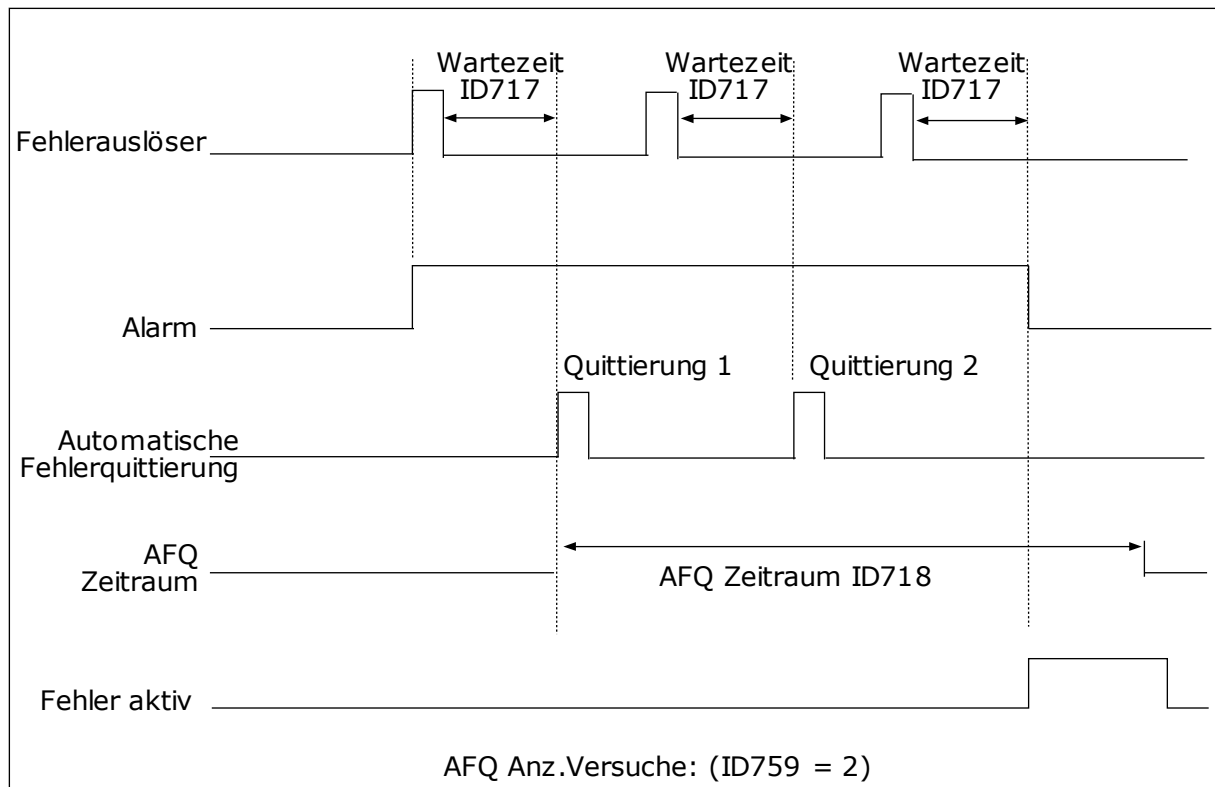 Wartezeit
ID717
Wartezeit
ID717
Wartezeit
ID717
Fehlerauslöser
Alarm
Quittierung 1
Quittierung 2
Automatische
Fehlerquittierung
AFQ
Zeitraum
AFQ Zeitraum ID718
Fehler aktiv
AFQ Anz.Versuche: (ID759 = 2)